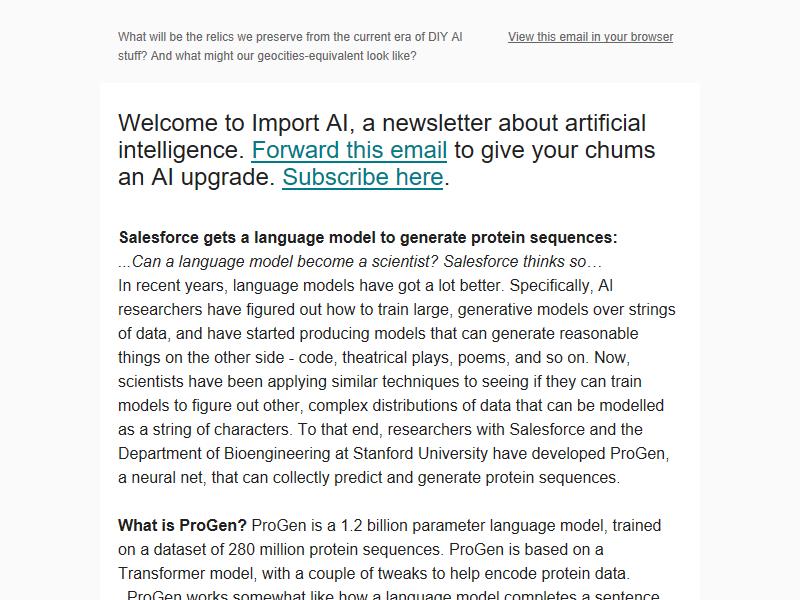 What will be the relics we preserve from the current era of DIY AI
stuff? And what might our geocities-equivalent look like?
View this email in your browser
Welcome to Import AI, a newsletter about artificial
intelligence. Forward this email to give your chums
an AI upgrade. Subscribe here.
Salesforce gets a language model to generate protein sequences:
...Can a language model become a scientist? Salesforce thinks so…
In recent years, language models have got a lot better. Specifically, AI
researchers have figured out how to train large, generative models over strings
of data, and have started producing models that can generate reasonable
things on the other side - code, theatrical plays, poems, and so on. Now,
scientists have been applying similar techniques to seeing if they can train
models to figure out other, complex distributions of data that can be modelled
as a string of characters. To that end, researchers with Salesforce and the
Department of Bioengineering at Stanford University have developed ProGen,
a neural net, that can collectly predict and generate protein sequences.
What is ProGen? ProGen is a 1.2 billion parameter language model, trained
on a dataset of 280 million protein sequences. ProGen is based on a
Transformer model, with a couple of tweaks to help encode protein data.
ProGen works somewhat like how a language model completes a sentence,